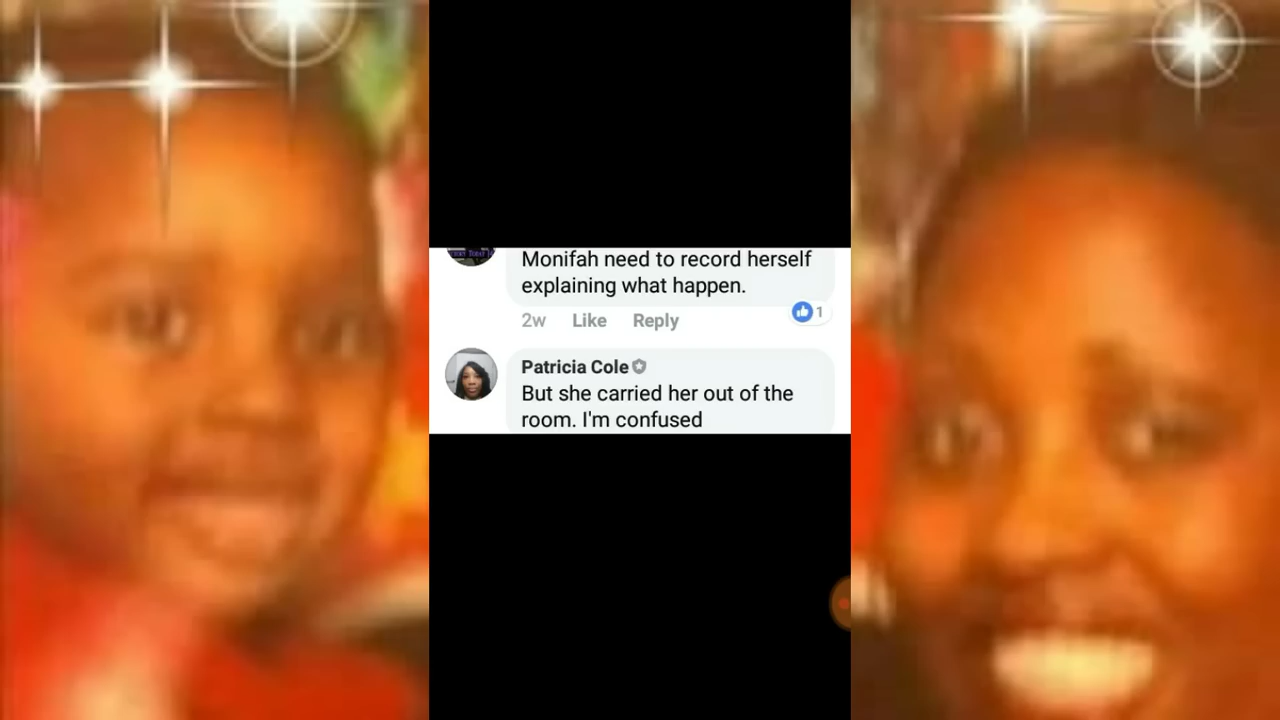 Monifah need to record herself
explaining what happen.
2w Like Reply 1
Patricia Cole
But she carried her out of the
room. I'm confused